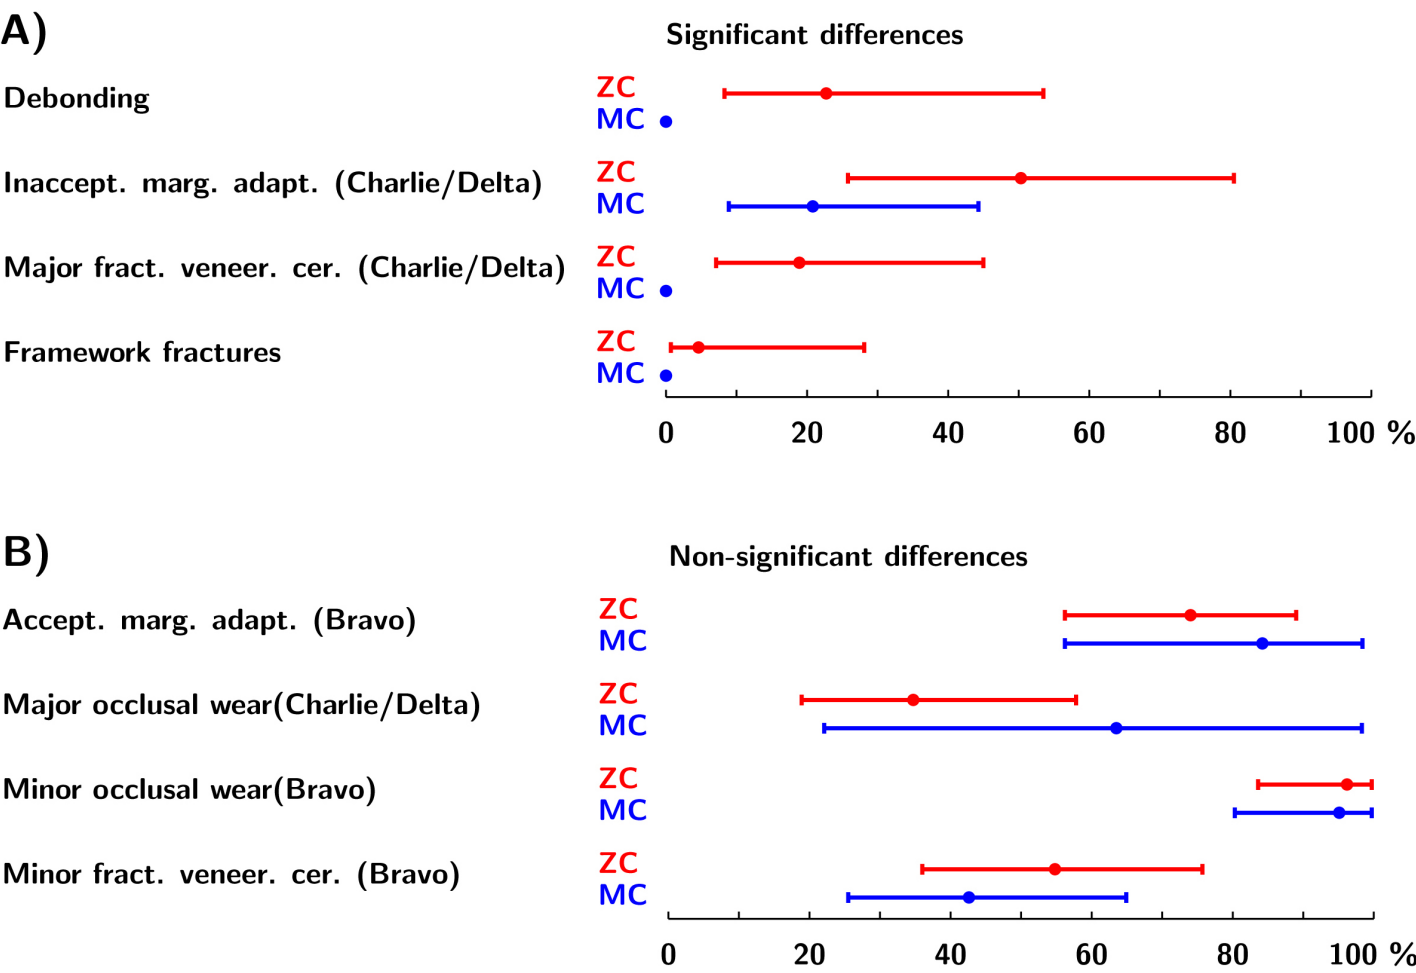 A)
Significant differences
Debonding
ZC
MC
Inaccept. marg. adapt. (Charlie/Delta)
ZC
MC
Major fract. veneer. cer. (Charlie/Delta)
ZC
MC
Framework fractures
ZC
MC
0 20 40 60 80 100 %
B)
Non-significant differences
Accept. marg. adapt. (Bravo)
ZC
MC
Major occlusal wear(Charlie/Delta)
ZC
MC
Minor occlusal wear(Bravo)
ZC
MC
Minor fract. veneer. cer. (Bravo)
ZC
MC
0 20 40 60 80 100 %